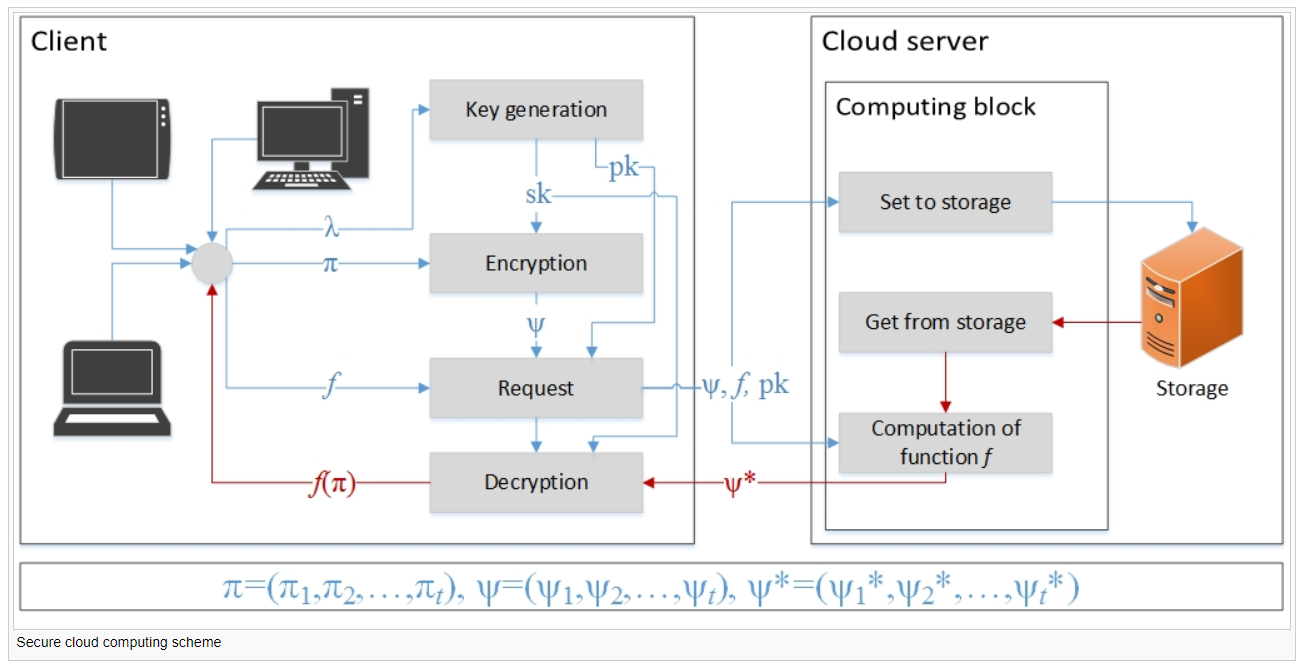 Client
Cloud server
Key generation
Computing block
pk
sk
Set to storage
λ
π
Encryption
ψ
Get from storage
f
Request
ψ, f, pk
Storage
Computation of
function f
f(π)
Decryption
ψ*
π=(π₁,π₂,…,πₜ), ψ=(ψ₁,ψ₂,…,ψₜ), ψ*=(ψ₁*,ψ₂*,…,ψₜ*)
Secure cloud computing scheme